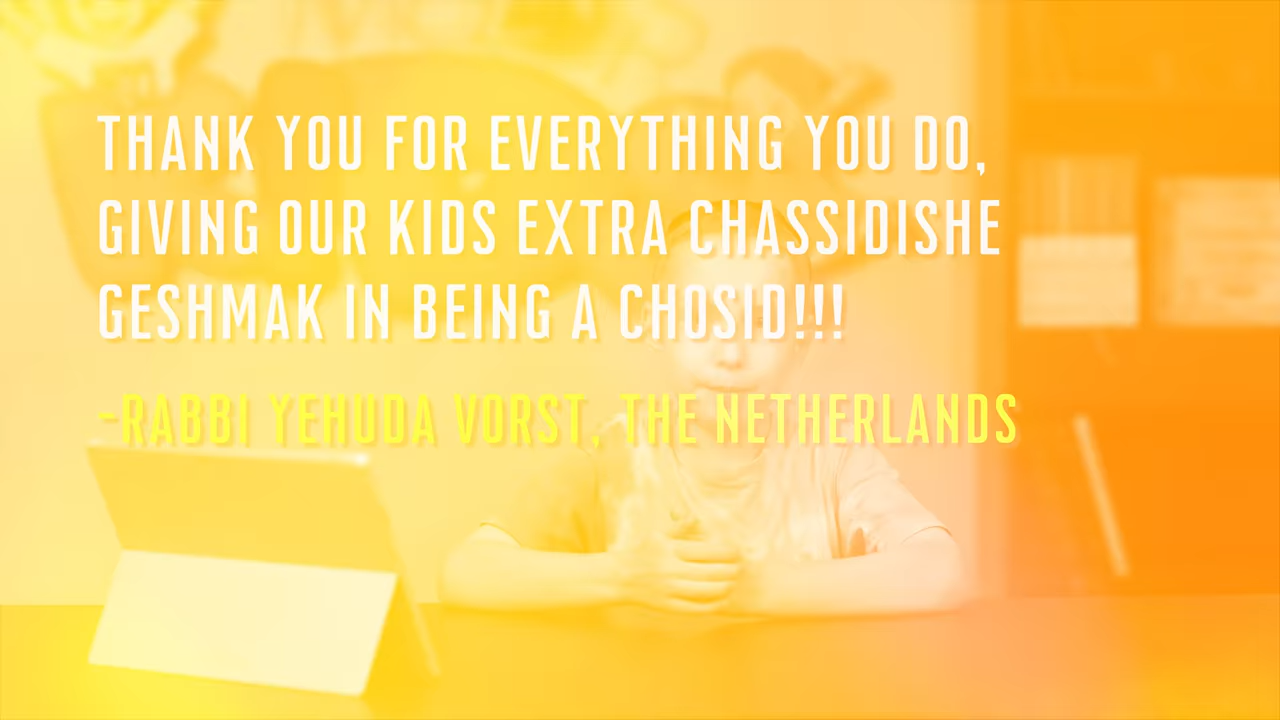 THANK YOU FOR EVERYTHING YOU DO,
GIVING OUR KIDS EXTRA CHASSIDISHE
GESHMAK IN BEING A CHOSID!!!
-RABBI YEHUDA VORST, THE NETHERLANDS